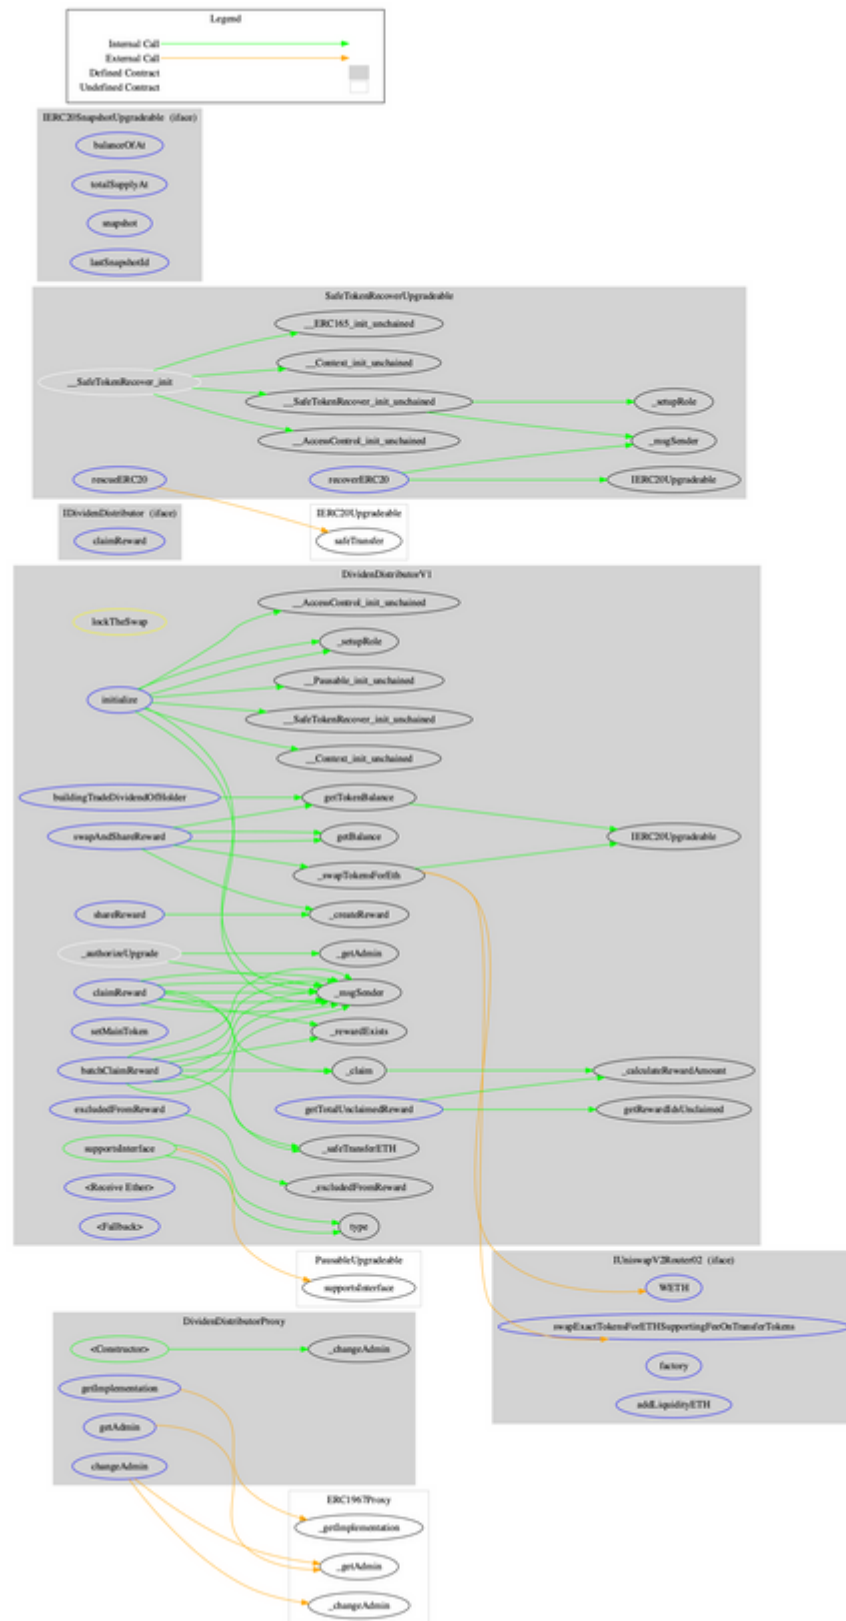 Legend
Internal Call
External Call
Defined Contract
Undefined Contract
IERC20SnapshotUpgradeable (iface)
balanceOfAt
totalSupplyAt
snapshot
lastSnapshotId
SafeTokenRecoverUpgradeable
__ERC165_init_unchained
__Context_init_unchained
__SafeTokenRecover_init
__SafeTokenRecover_init_unchained
_setupRole
__AccessControl_init_unchained
_msgSender
rescueERC20
recoverERC20
IERC20Upgradeable
IDividenDistributor (iface)
claimReward
IERC20Upgradeable
safeTransfer
DividenDistributorV1
__AccessControl_init_unchained
lockTheSwap
_setupRole
__Pausable_init_unchained
initialize
__SafeTokenRecover_init_unchained
__Context_init_unchained
buildingTradeDividendOfHolder
getTokenBalance
swapAndShareReward
getBalance
IERC20Upgradeable
_swapTokensForEth
shareReward
_createReward
_authorizeUpgrade
_getAdmin
claimReward
_msgSender
setMainToken
_rewardExists
batchClaimReward
_claim
_calculateRewardAmount
excludedFromReward
getTotalUnclaimedReward
getRewardIdsUnclaimed
supportsInterface
_safeTransferETH
<Receive Ether>
_excludedFromReward
<Fallback>
type
PausableUpgradeable
supportsInterface
IUniswapV2Router02 (iface)
WETH
swapExactTokensForETHSupportingFeeOnTransferTokens
factory
addLiquidityETH
DividenDistributorProxy
<Constructor>
_changeAdmin
getImplementation
getAdmin
changeAdmin
ERC1967Proxy
_getImplementation
_getAdmin
_changeAdmin